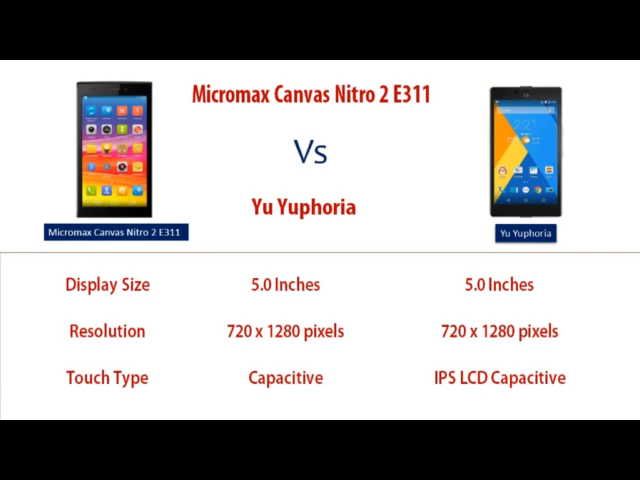 Micromax Canvas Nitro 2 E311
Vs
Yu Yuphoria
Micromax Canvas Nitro 2 E311
Yu Yuphoria
Display Size 5.0 Inches 5.0 Inches
Resolution 720 x 1280 pixels 720 x 1280 pixels
Touch Type Capacitive IPS LCD Capacitive